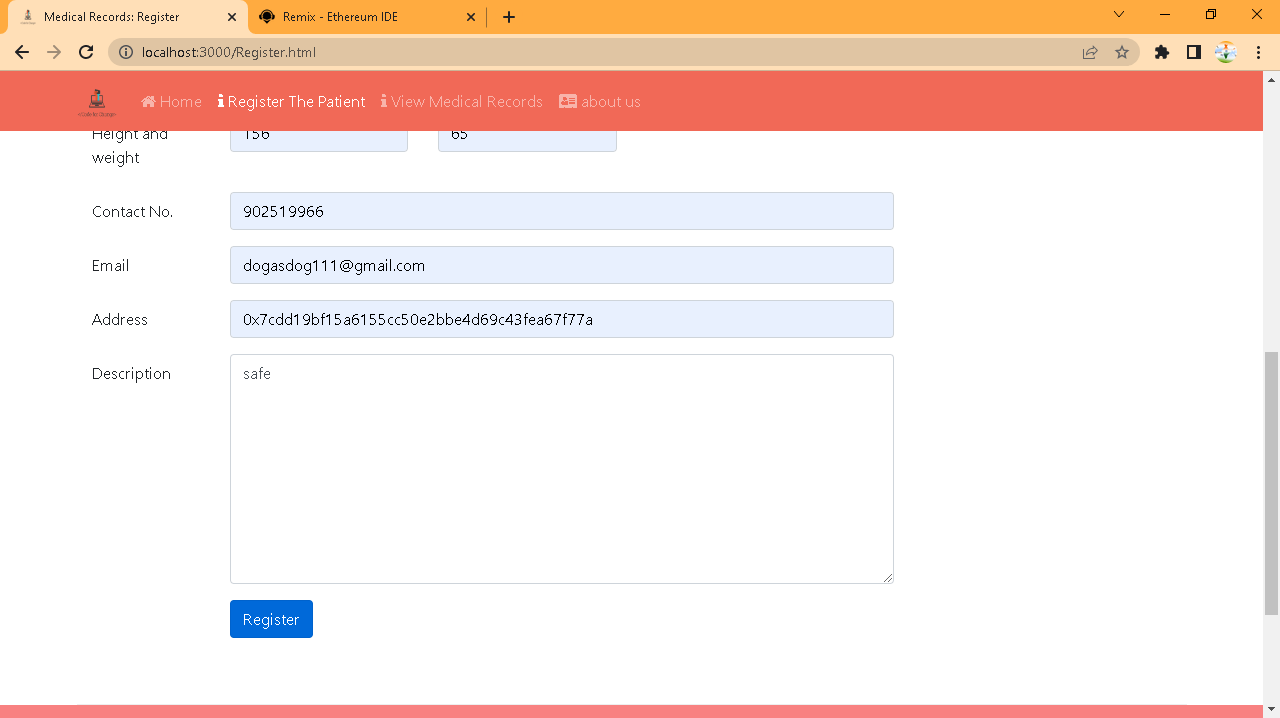 Medical Records: Register
Remix - Ethereum IDE
localhost:3000/Register.html
Home
Register The Patient
View Medical Records
about us
Height and
weight
156
65
Contact No.
902519966
Email
dogasdog111@gmail.com
Address
0x7cdd19bf15a6155cc50e2bbe4d69c43fea67f77a
Description
safe
Register